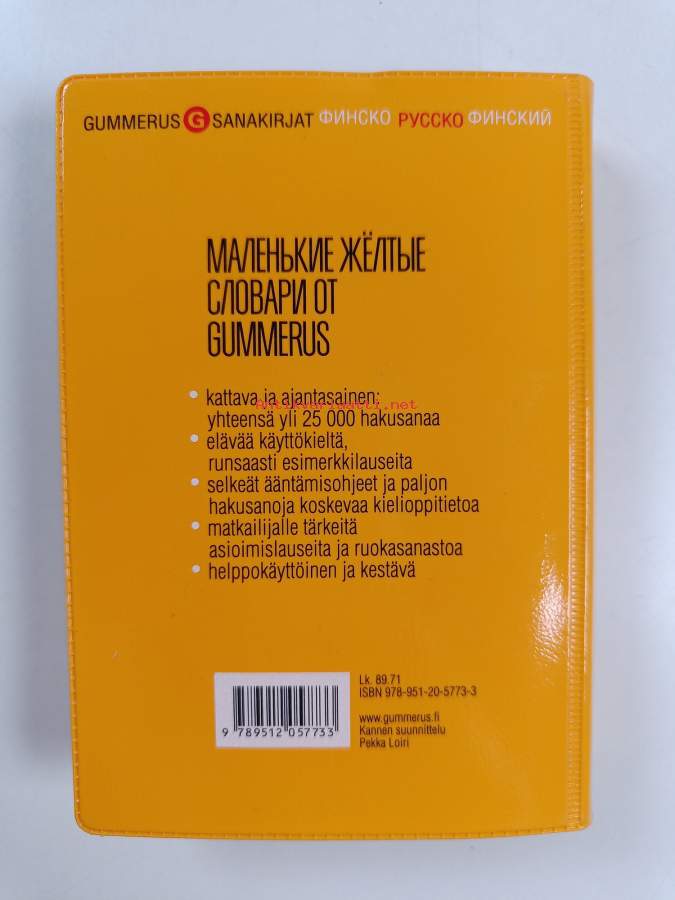 GUMMERUS G SANAKIRJAT ФИНСКО РУССКО ФИНСКИЙ
МАЛЕНЬКИЕ ЖЁЛТЫЕ
СЛОВАРИ ОТ
GUMMERUS
• kattava ja ajantasainen:
Antikvariaatti.net
yhteensä yli 25 000 hakusanaa
• elävää käyttökieltä,
runsaasti esimerkkilauseita
• selkeät ääntämisohjeet ja paljon
hakusanoja koskevaa kielioppitietoa
• matkailijalle tärkeitä
asioimislauseita ja ruokasanastoa
• helppokäyttöinen ja kestävä
Lk. 89.71
ISBN 978-951-20-5773-3
www.gummerus.fi
Kannen suunnittelu
Pekka Loiri
9 789512 057733